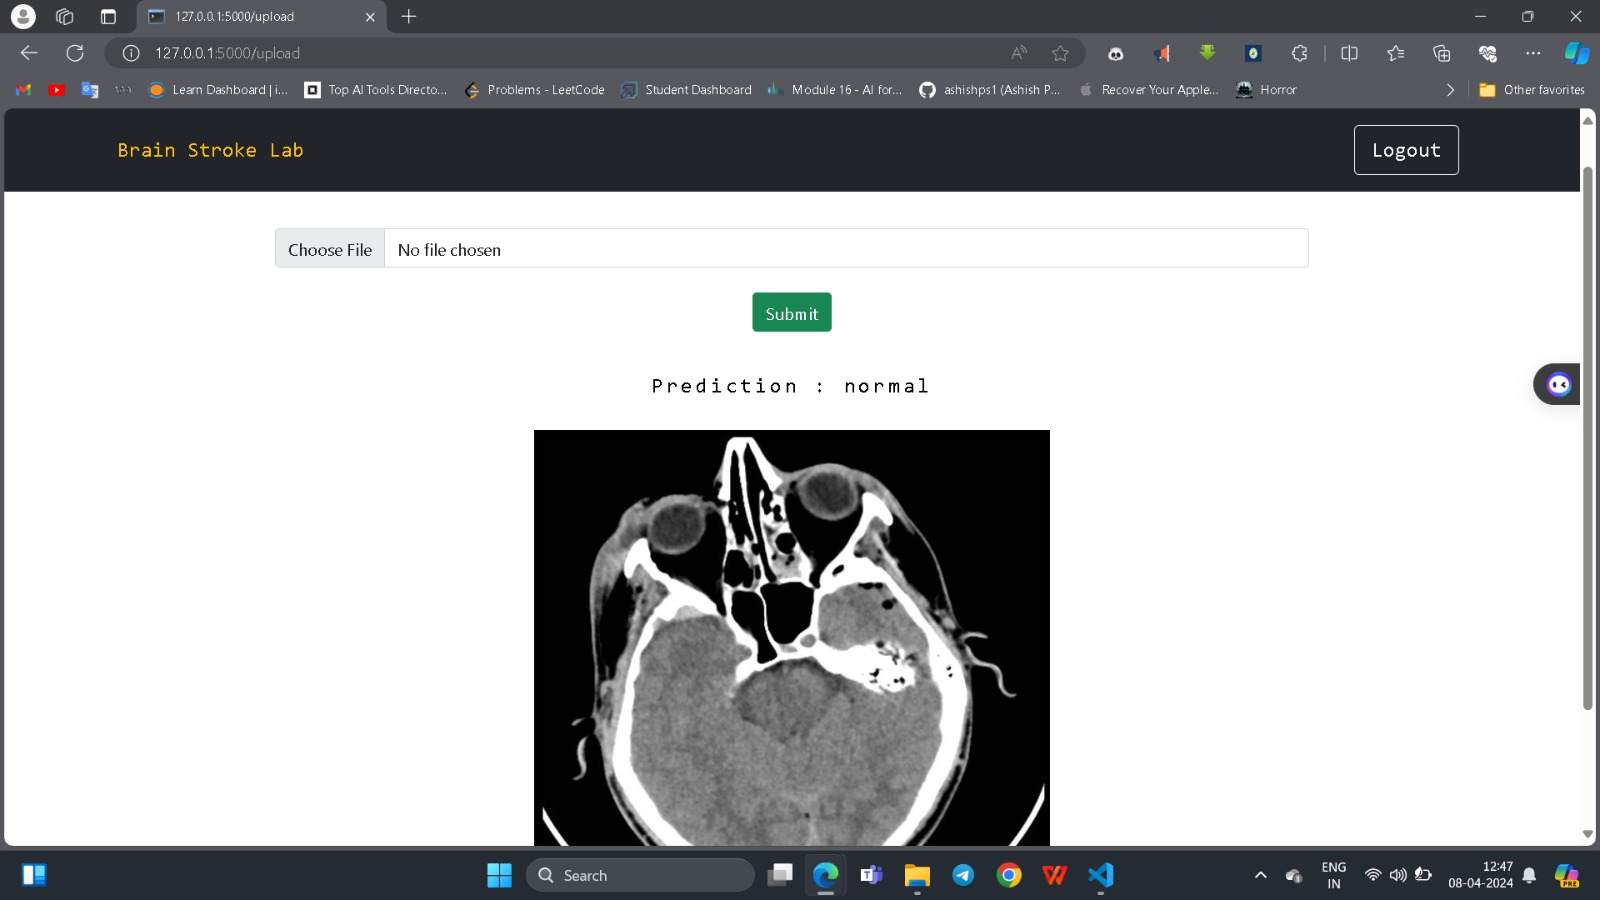 127.0.0.1:5000/upload
127.0.0.1:5000/upload
Learn Dashboard | i...
Top AI Tools Directo...
Problems - LeetCode
Student Dashboard
Module 16 - AI for...
ashishps1 (Ashish P...
Recover Your Apple...
Horror
Other favorites
Brain Stroke Lab
Logout
Choose File
No file chosen
Submit
Prediction : normal
Search
ENG
IN
12:47
08-04-2024
PRE